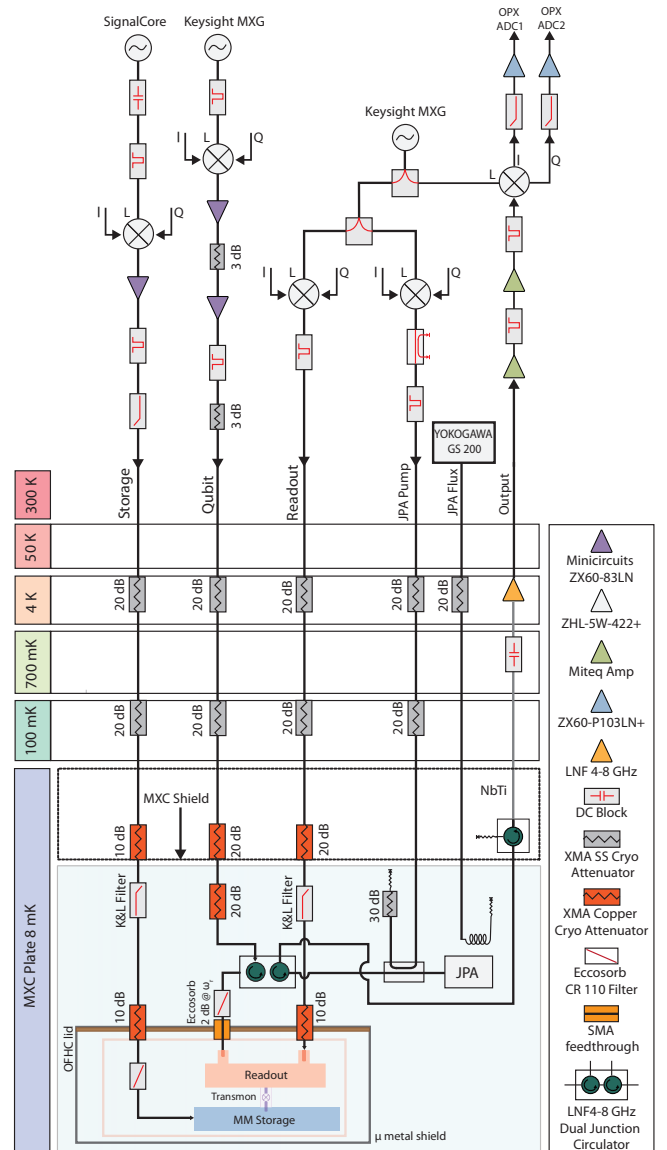 SignalCore
Keysight MXG
OPX
ADC1
OPX
ADC2
Keysight MXG
I
L
Q
I
L
Q
3 dB
3 dB
L
I
Q
I
L
Q
I
L
Q
YOKOGAWA
GS 200
Storage
Qubit
Readout
JPA Pump
JPA Flux
Output
300 K
50 K
4 K
20 dB
20 dB
20 dB
20 dB
20 dB
700 mK
100 mK
20 dB
20 dB
20 dB
20 dB
MXC Plate 8 mK
MXC Shield
NbTi
10 dB
20 dB
20 dB
K&L Filter
20 dB
K&L Filter
30 dB
JPA
10 dB
Eccosorb
2 dB @ ωr
10 dB
OFHC lid
Readout
Transmon
MM Storage
μ metal shield
Minicircuits
ZX60-83LN
ZHL-5W-422+
Miteq Amp
ZX60-P103LN+
LNF 4-8 GHz
DC Block
XMA SS Cryo
Attenuator
XMA Copper
Cryo Attenuator
Eccosorb
CR 110 Filter
SMA
feedthrough
LNF4-8 GHz
Dual Junction
Circulator